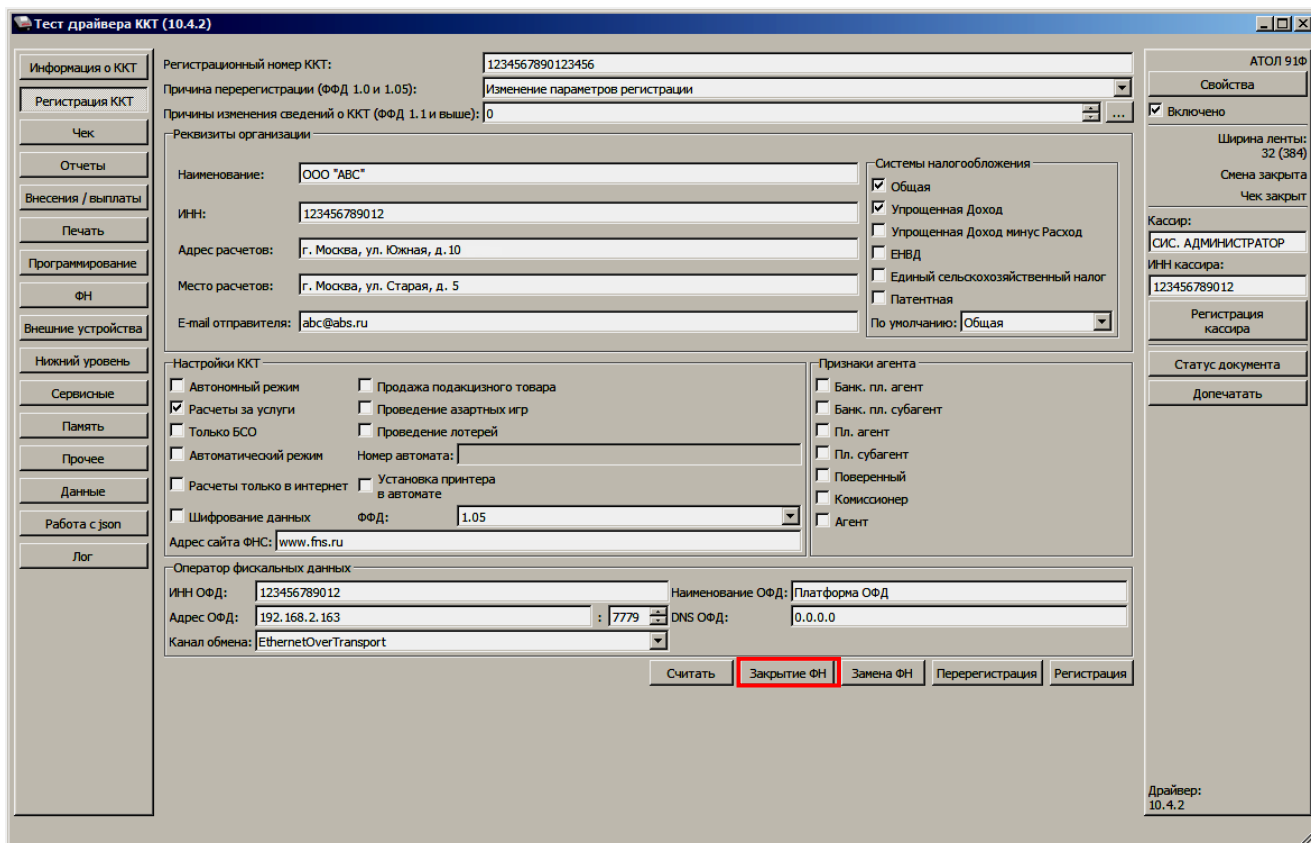 Тест драйвера ККТ (10.4.2)
Информация о ККТ
Регистрация ККТ
Чек
Отчеты
Внесения / выплаты
Печать
Программирование
ФН
Внешние устройства
Нижний уровень
Сервисные
Память
Прочее
Данные
Работа с json
Лог
Регистрационный номер ККТ: 1234567890123456
Причина перерегистрации (ФФД 1.0 и 1.05): Изменение параметров регистрации
Причины изменения сведений о ККТ (ФФД 1.1 и выше): 0 ...
Реквизиты организации
Наименование: ООО "АВС"
ИНН: 123456789012
Адрес расчетов: г. Москва, ул. Южная, д.10
Место расчетов: г. Москва, ул. Старая, д. 5
E-mail отправителя: abc@abs.ru
Системы налогообложения
Общая
Упрощенная Доход
Упрощенная Доход минус Расход
ЕНВД
Единый сельскохозяйственный налог
Патентная
По умолчанию: Общая
Настройки ККТ
Автономный режим Продажа подакцизного товара
Расчеты за услуги Проведение азартных игр
Только БСО Проведение лотерей
Автоматический режим Номер автомата:
Расчеты только в интернет Установка принтера
в автомате
Шифрование данных ФФД: 1.05
Адрес сайта ФНС: www.fns.ru
Признаки агента
Банк. пл. агент
Банк. пл. субагент
Пл. агент
Пл. субагент
Поверенный
Комиссионер
Агент
Оператор фискальных данных
ИНН ОФД: 123456789012 Наименование ОФД: Платформа ОФД
Адрес ОФД: 192.168.2.163 : 7779 DNS ОФД: 0.0.0.0
Канал обмена: EthernetOverTransport
Считать Закрытие ФН Замена ФН Перерегистрация Регистрация
АТОЛ 91Ф
Свойства
Включено
Ширина ленты:
32 (384)
Смена закрыта
Чек закрыт
Кассир:
СИС. АДМИНИСТРАТОР
ИНН кассира:
123456789012
Регистрация
кассира
Статус документа
Допечатать
Драйвер:
10.4.2